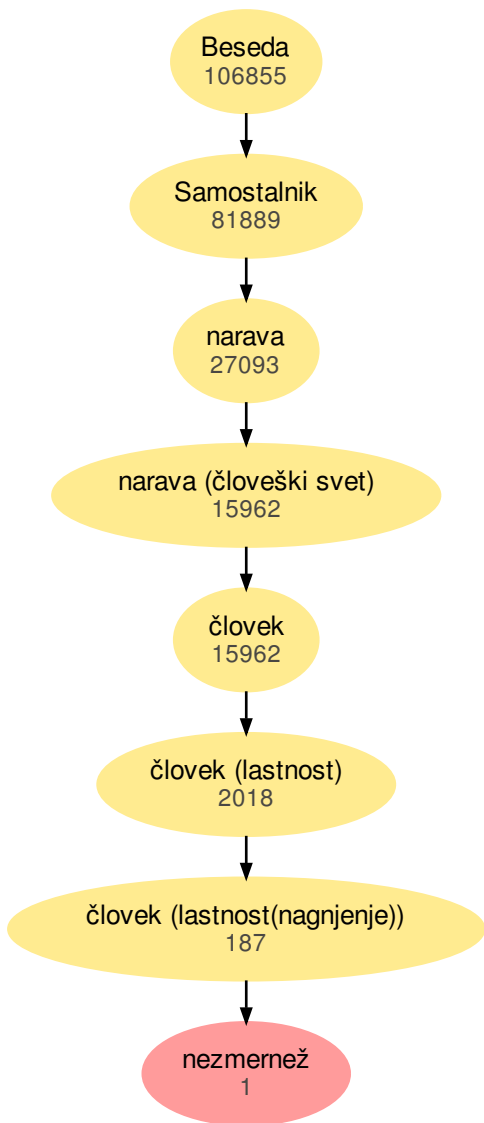 Beseda
106855
Samostalnik
81889
narava
27093
narava (človeški svet)
15962
človek
15962
človek (lastnost)
2018
človek (lastnost(nagnjenje))
187
nezmernež
1